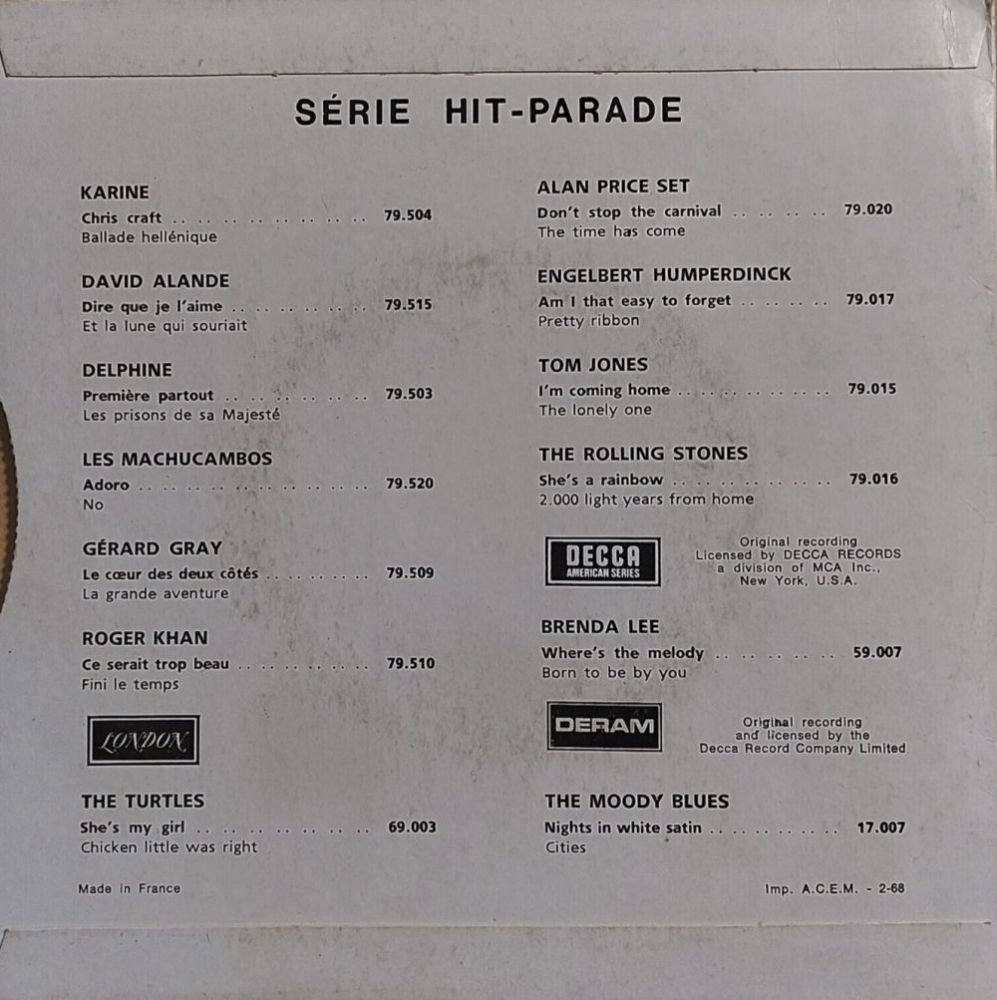 SÉRIE HIT-PARADE
KARINE
Chris craft .. .. .. .. .. .. .. .. 79.504
Ballade hellénique
DAVID ALANDE
Dire que je l'aime .. .. .. .. .. .. 79.515
Et la lune qui souriait
DELPHINE
Première partout .. .. .. .. .. .. 79.503
Les prisons de sa Majesté
LES MACHUCAMBOS
Adoro .. .. .. .. .. .. .. .. .. .. 79.520
No
GÉRARD GRAY
Le cœur des deux côtés .. .. .. .. 79.509
La grande aventure
ROGER KHAN
Ce serait trop beau .. .. .. .. .. .. 79.510
Fini le temps
LONDON
THE TURTLES
She's my girl .. .. .. .. .. .. .. 69.003
Chicken little was right
Made in France
ALAN PRICE SET
Don't stop the carnival .. .. .. .. 79.020
The time has come
ENGELBERT HUMPERDINCK
Am I that easy to forget .. .. .. .. 79.017
Pretty ribbon
TOM JONES
I'm coming home .. .. .. .. .. .. 79.015
The lonely one
THE ROLLING STONES
She's a rainbow .. .. .. .. .. .. .. 79.016
2.000 light years from home
DECCA
AMERICAN SERIES
Original recording
Licensed by DECCA RECORDS
a division of MCA Inc.,
New York, U.S.A.
BRENDA LEE
Where's the melody .. .. .. .. .. 59.007
Born to be by you
DERAM
Original recording
and licensed by the
Decca Record Company Limited
THE MOODY BLUES
Nights in white satin .. .. .. .. .. 17.007
Cities
Imp. A.C.E.M. - 2-68